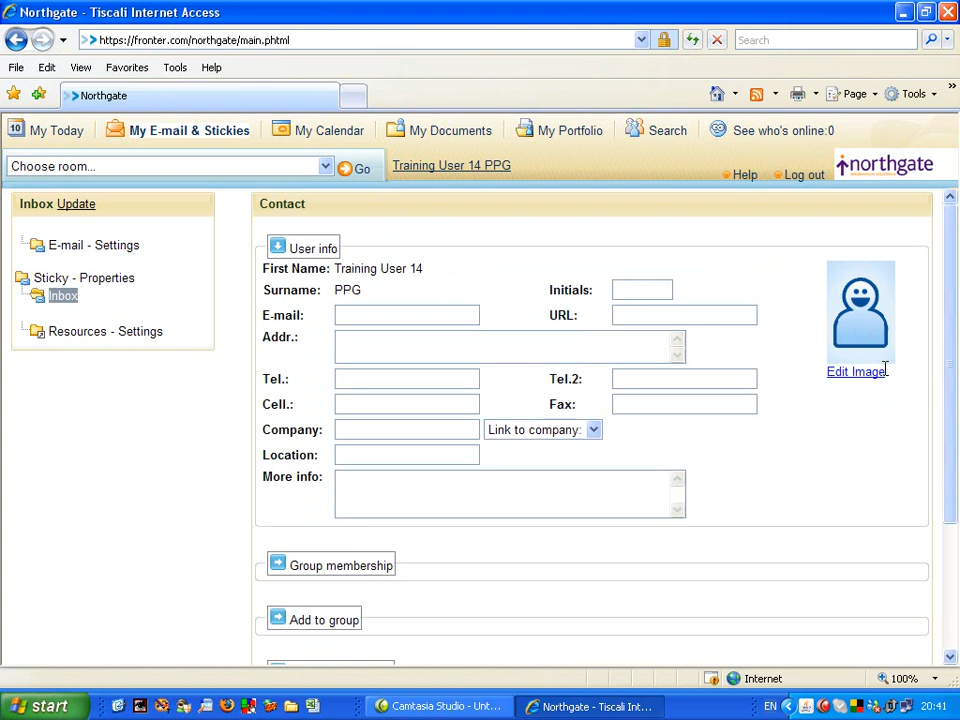 Northgate - Tiscali Internet Access
https://fronter.com/northgate/main.phtml
Search
File Edit View Favorites Tools Help
Northgate
Page Tools
10 My Today My E-mail & Stickies My Calendar My Documents My Portfolio Search See who's online:0
Choose room... Go Training User 14 PPG
Help Log out
northgate
Inbox Update
E-mail - Settings
Sticky - Properties
Inbox
Resources - Settings
Contact
User info
First Name: Training User 14
Surname: PPG Initials:
E-mail: URL:
Addr.:
Edit Image
Tel.: Tel.2:
Cell.: Fax:
Company: Link to company:
Location:
More info:
Group membership
Add to group
Internet 100%
start Camtasia Studio - Unt... Northgate - Tiscali Int... EN 20:41